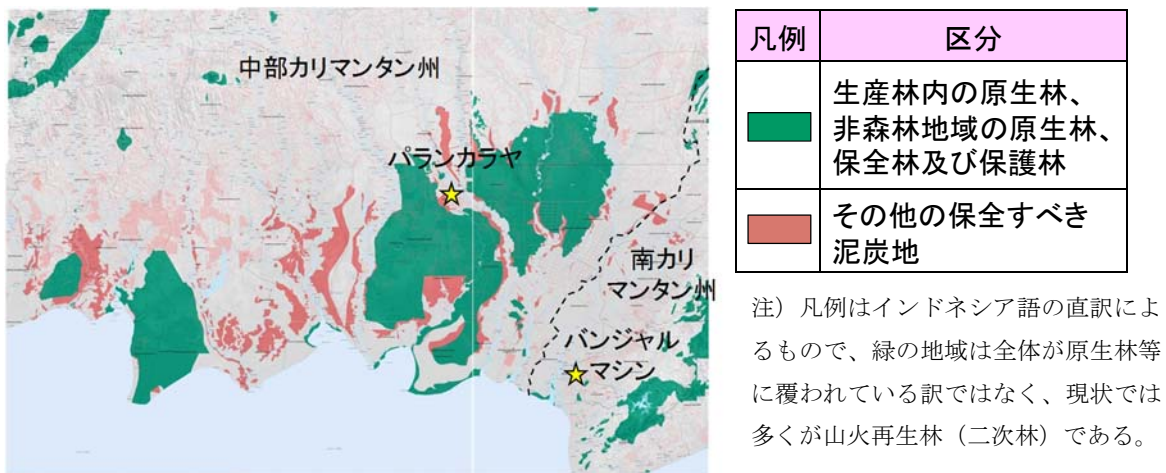 中部カリマンタン州
パランカラヤ
南カリ
マンタン州
バンジャル
マシン
凡例 区分
生産林内の原生林、
非森林地域の原生林、
保全林及び保護林
その他の保全すべき
泥炭地
注）凡例はインドネシア語の直訳によ
るもので、緑の地域は全体が原生林等
に覆われている訳ではなく、現状では
多くが山火再生林（二次林）である。